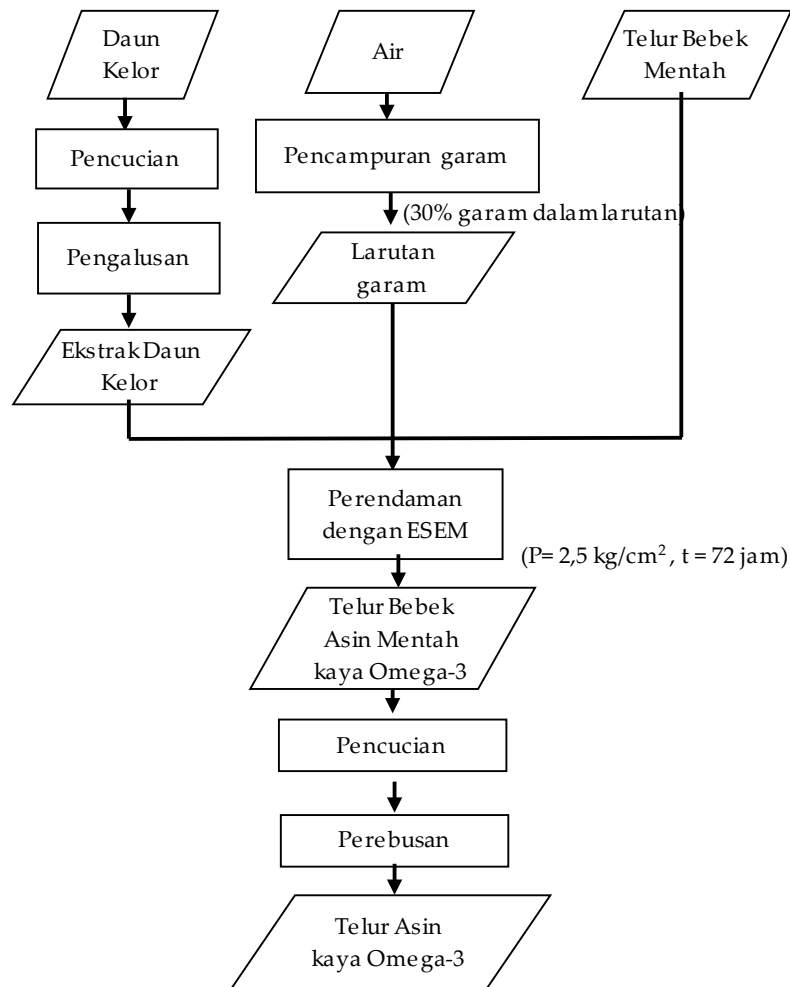 Daun
Kelor
Air
Telur Bebek
Mentah
Pencucian
Pencampuran garam
(30% garam dalam larutan)
Pengalusan
Larutan
garam
Ekstrak Daun
Kelor
Perendaman
dengan ESEM
(P= 2,5 kg/cm², t = 72 jam)
Telur Bebek
Asin Mentah
kaya Omega-3
Pencucian
Perebusan
Telur Asin
kaya Omega-3